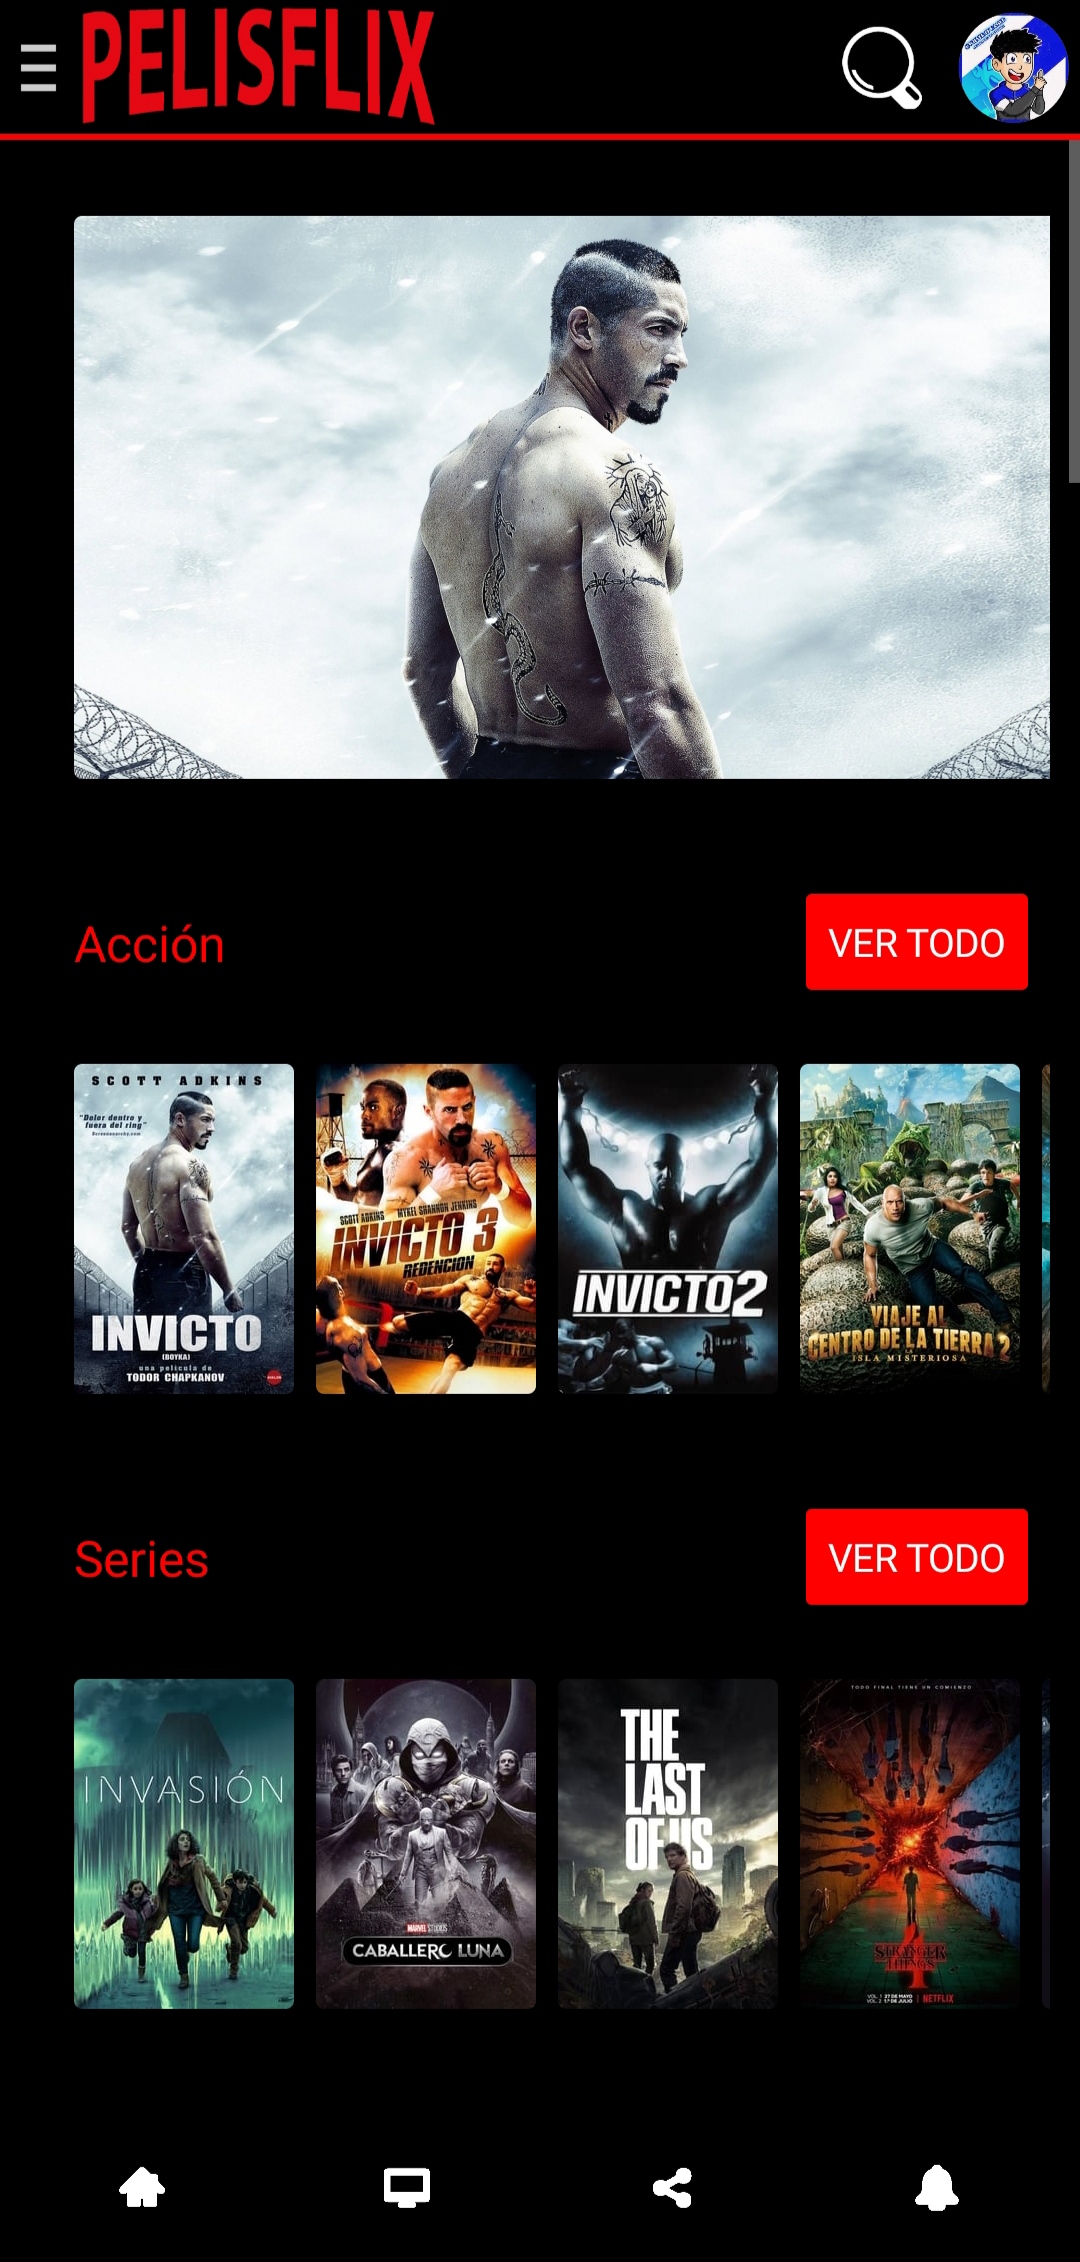 PELISFLIX
Acción
VER TODO
SCOTT ADKINS
"Dolor dentro y
fuera del ring"
Screenanarchy.com
INVICTO
(BOYKA)
una película de
TODOR CHAPKANOV
SCOTT ADKINS MYKEL SHANNON JENKINS
INVICTO 3
REDENCION
INVICTO2
VIAJE AL
CENTRO DE LA TIERRA 2
ISLA MISTERIOSA
Series
VER TODO
INVASIÓN
MARVEL STUDIOS
CABALLERO LUNA
THE
LAST
OF US
TODO FINAL TIENE UN COMIENZO
STRANGER
THINGS
4
VOL. 1 27 DE MAYO
VOL. 2 1º DE JULIO | NETFLIX